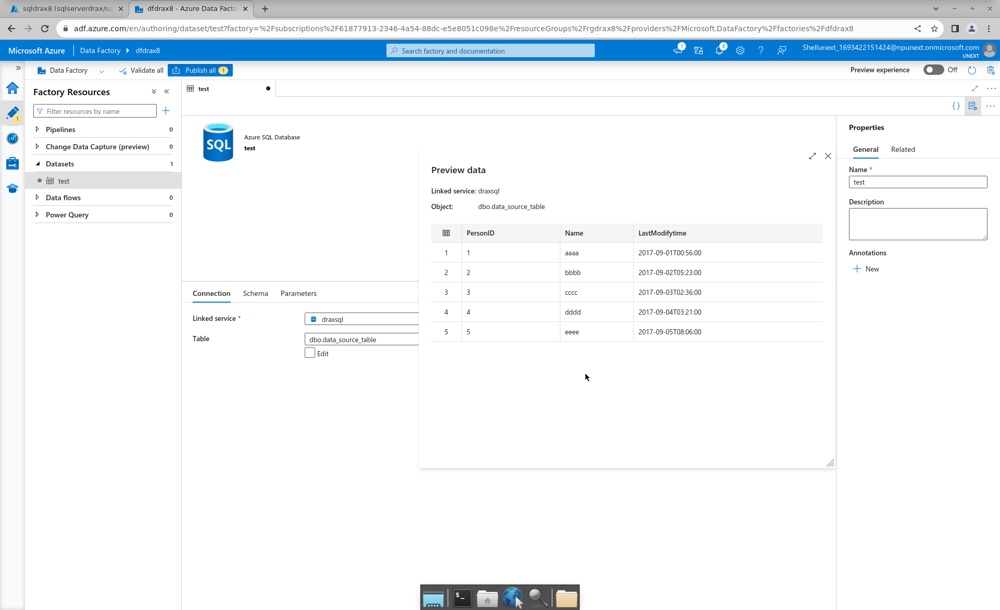 sqldrax8 (sqlserverdrax/sq
dfdrax8 - Azure Data Facto
adf.azure.com/en/authoring/dataset/test?factory=%2Fsubscriptions%2F61877913-2346-4a54-88dc-e5e8051c098e%2FresourceGroups%2Frgdrax8%2Fproviders%2FMicrosoft.DataFactory%2Ffactories%2Fdfdrax8
Microsoft Azure
Data Factory
dfdrax8
Search factory and documentation
1
4
Shellunext_1693422151424@npunext.onmicrosoft.com
UNEXT
Data Factory
Validate all
Publish all 1
Preview experience
Off
1
Factory Resources
Filter resources by name
Pipelines 0
Change Data Capture (preview) 0
Datasets 1
test
Data flows 0
Power Query 0
test
SQL
Azure SQL Database
test
Connection Schema Parameters
Linked service *
draxsql
Table
dbo.data_source_table
Edit
Preview data
Linked service: draxsql
Object: dbo.data_source_table
PersonID Name LastModifytime
1 1 aaaa 2017-09-01T00:56:00
2 2 bbbb 2017-09-02T05:23:00
3 3 cccc 2017-09-03T02:36:00
4 4 dddd 2017-09-04T03:21:00
5 5 eeee 2017-09-05T08:06:00
Properties
General Related
Name *
test
Description
Annotations
New
$_